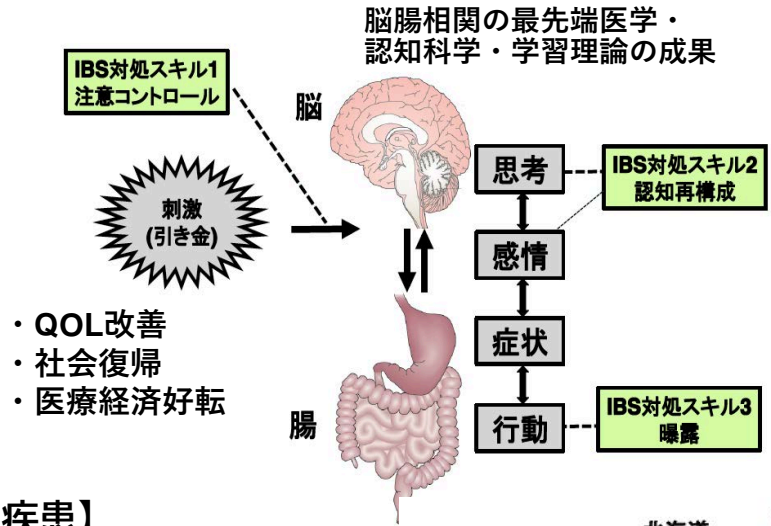 脳腸相関の最先端医学・
認知科学・学習理論の成果
IBS対処スキル1
注意コントロール
脳
刺激
(引き金)
思考
IBS対処スキル2
認知再構成
感情
・QOL改善
・社会復帰
・医療経済好転
症状
腸
行動
IBS対処スキル3
曝露
疾患】